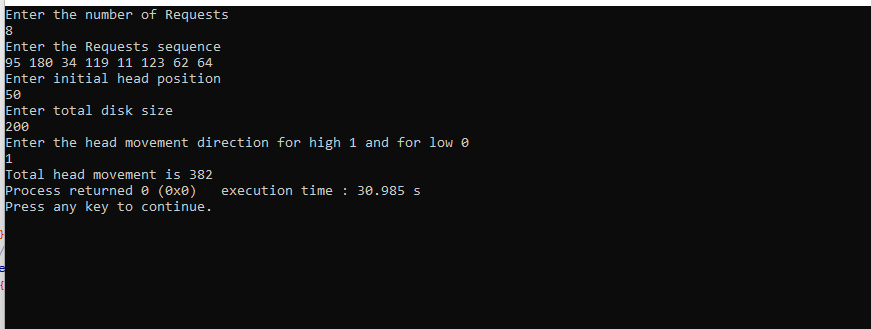 Enter the number of Requests
8
Enter the Requests sequence
95 180 34 119 11 123 62 64
Enter initial head position
50
Enter total disk size
200
Enter the head movement direction for high 1 and for low 0
1
Total head movement is 382
Process returned 0 (0x0)   execution time : 30.985 s
Press any key to continue.
}
/
e
{